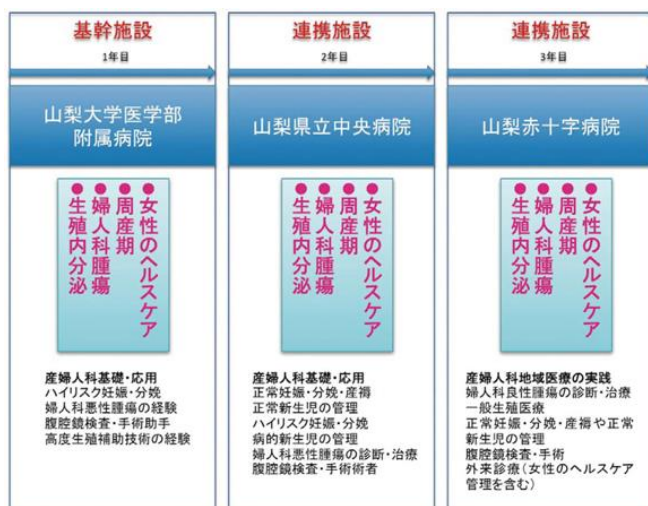 基幹施設
1年目
山梨大学医学部
附属病院
●女性のヘルスケア
●周産期
●婦人科腫瘍
●生殖内分泌
産婦人科基礎・応用
ハイリスク妊娠・分娩
婦人科悪性腫瘍の経験
腹腔鏡検査・手術助手
高度生殖補助技術の経験
連携施設
2年目
山梨県立中央病院
●女性のヘルスケア
●周産期
●婦人科腫瘍
●生殖内分泌
産婦人科基礎・応用
正常妊娠・分娩・産褥
正常新生児の管理
ハイリスク妊娠・分娩
病的新生児の管理
婦人科悪性腫瘍の診断・治療
腹腔鏡検査・手術術者
連携施設
3年目
山梨赤十字病院
●女性のヘルスケア
●周産期
●婦人科腫瘍
●生殖内分泌
産婦人科地域医療の実践
婦人科良性腫瘍の診断・治療
一般生殖医療
正常妊娠・分娩・産褥や正常
新生児の管理
腹腔鏡検査・手術
外来診療(女性のヘルスケア
管理を含む)